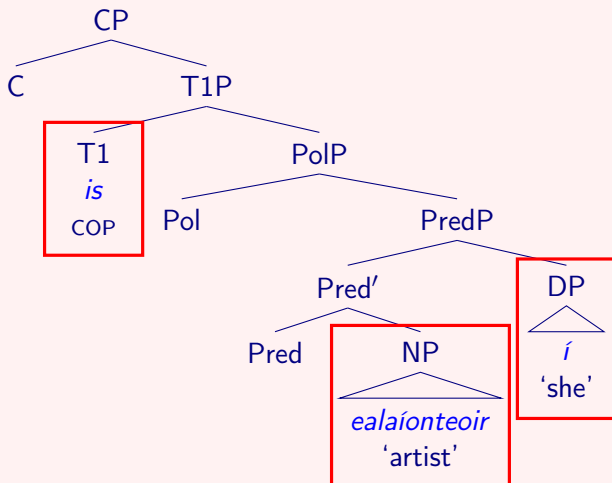 CP
C T1P
T1 PolP
is
COP Pol PredP
Pred′ DP
Pred NP í
ealaíonteoir 'she'
'artist'